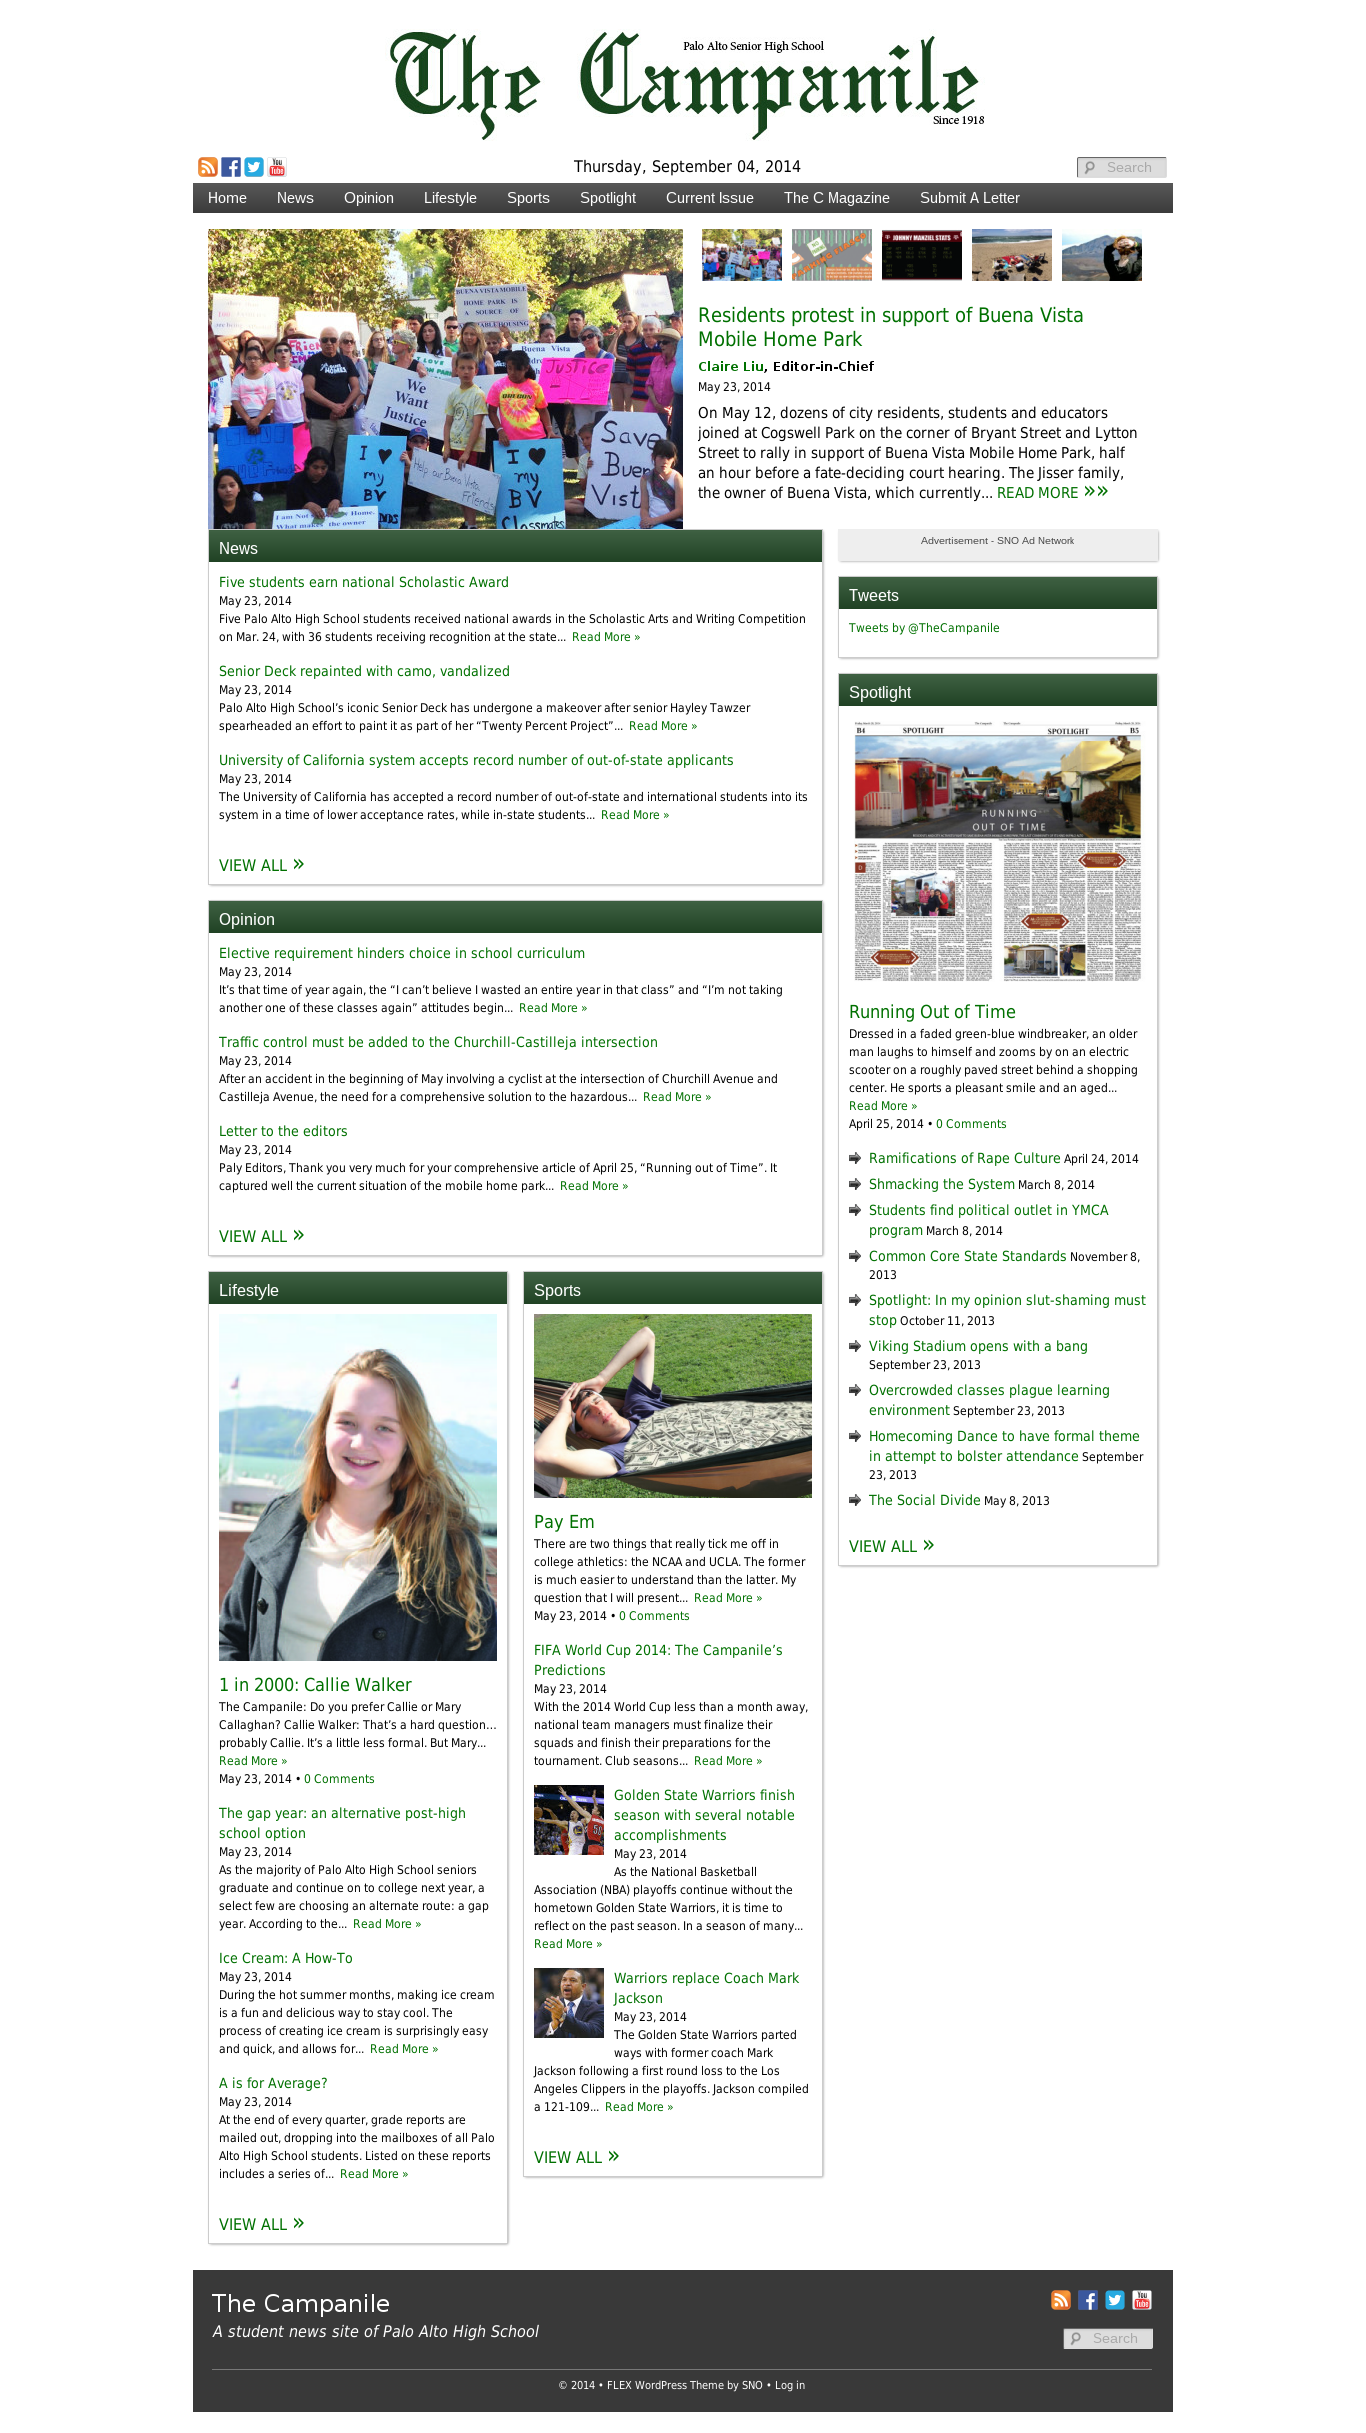 The Campanile
Palo Alto Senior High School
Since 1918
Thursday, September 04, 2014
Search
Home News Opinion Lifestyle Sports Spotlight Current Issue The C Magazine Submit A Letter
BUENA VISTA MOBILE
HOME PARK IS
A SOURCE OF
We
Want
Justice
Justice
Buena Vista
I
my
BV
Help our Buena Vista
Friends
I
my
BV
Classmates
Save
Buena
Vista
I am Not
Home.
What makes the owner
JOHNNY MANZIEL STATS
Residents protest in support of Buena Vista
Mobile Home Park
Claire Liu, Editor-in-Chief
May 23, 2014
On May 12, dozens of city residents, students and educators
joined at Cogswell Park on the corner of Bryant Street and Lytton
Street to rally in support of Buena Vista Mobile Home Park, half
an hour before a fate-deciding court hearing. The Jisser family,
the owner of Buena Vista, which currently... READ MORE »»
News
Five students earn national Scholastic Award
May 23, 2014
Five Palo Alto High School students received national awards in the Scholastic Arts and Writing Competition
on Mar. 24, with 36 students receiving recognition at the state... Read More »
Senior Deck repainted with camo, vandalized
May 23, 2014
Palo Alto High School’s iconic Senior Deck has undergone a makeover after senior Hayley Tawzer
spearheaded an effort to paint it as part of her “Twenty Percent Project”... Read More »
University of California system accepts record number of out-of-state applicants
May 23, 2014
The University of California has accepted a record number of out-of-state and international students into its
system in a time of lower acceptance rates, while in-state students... Read More »
VIEW ALL »
Opinion
Elective requirement hinders choice in school curriculum
May 23, 2014
It’s that time of year again, the “I can’t believe I wasted an entire year in that class” and “I’m not taking
another one of these classes again” attitudes begin... Read More »
Traffic control must be added to the Churchill-Castilleja intersection
May 23, 2014
After an accident in the beginning of May involving a cyclist at the intersection of Churchill Avenue and
Castilleja Avenue, the need for a comprehensive solution to the hazardous... Read More »
Letter to the editors
May 23, 2014
Paly Editors, Thank you very much for your comprehensive article of April 25, “Running out of Time”. It
captured well the current situation of the mobile home park... Read More »
VIEW ALL »
Lifestyle
1 in 2000: Callie Walker
The Campanile: Do you prefer Callie or Mary
Callaghan? Callie Walker: That’s a hard question…
probably Callie. It’s a little less formal. But Mary...
Read More »
May 23, 2014 • 0 Comments
The gap year: an alternative post-high
school option
May 23, 2014
As the majority of Palo Alto High School seniors
graduate and continue on to college next year, a
select few are choosing an alternate route: a gap
year. According to the... Read More »
Ice Cream: A How-To
May 23, 2014
During the hot summer months, making ice cream
is a fun and delicious way to stay cool. The
process of creating ice cream is surprisingly easy
and quick, and allows for... Read More »
A is for Average?
May 23, 2014
At the end of every quarter, grade reports are
mailed out, dropping into the mailboxes of all Palo
Alto High School students. Listed on these reports
includes a series of... Read More »
VIEW ALL »
Sports
Pay Em
There are two things that really tick me off in
college athletics: the NCAA and UCLA. The former
is much easier to understand than the latter. My
question that I will present... Read More »
May 23, 2014 • 0 Comments
FIFA World Cup 2014: The Campanile’s
Predictions
May 23, 2014
With the 2014 World Cup less than a month away,
national team managers must finalize their
squads and finish their preparations for the
tournament. Club seasons... Read More »
Golden State Warriors finish
season with several notable
accomplishments
May 23, 2014
As the National Basketball
Association (NBA) playoffs continue without the
hometown Golden State Warriors, it is time to
reflect on the past season. In a season of many...
Read More »
Warriors replace Coach Mark
Jackson
May 23, 2014
The Golden State Warriors parted
ways with former coach Mark
Jackson following a first round loss to the Los
Angeles Clippers in the playoffs. Jackson compiled
a 121-109... Read More »
VIEW ALL »
Advertisement - SNO Ad Network
Tweets
Tweets by @TheCampanile
Spotlight
B4 SPOTLIGHT SPOTLIGHT B5
RUNNING
OUT OF TIME
Running Out of Time
Dressed in a faded green-blue windbreaker, an older
man laughs to himself and zooms by on an electric
scooter on a roughly paved street behind a shopping
center. He sports a pleasant smile and an aged...
Read More »
April 25, 2014 • 0 Comments
Ramifications of Rape Culture April 24, 2014
Shmacking the System March 8, 2014
Students find political outlet in YMCA
program March 8, 2014
Common Core State Standards November 8,
2013
Spotlight: In my opinion slut-shaming must
stop October 11, 2013
Viking Stadium opens with a bang
September 23, 2013
Overcrowded classes plague learning
environment September 23, 2013
Homecoming Dance to have formal theme
in attempt to bolster attendance September
23, 2013
The Social Divide May 8, 2013
VIEW ALL »
The Campanile
A student news site of Palo Alto High School
Search
© 2014 • FLEX WordPress Theme by SNO • Log in